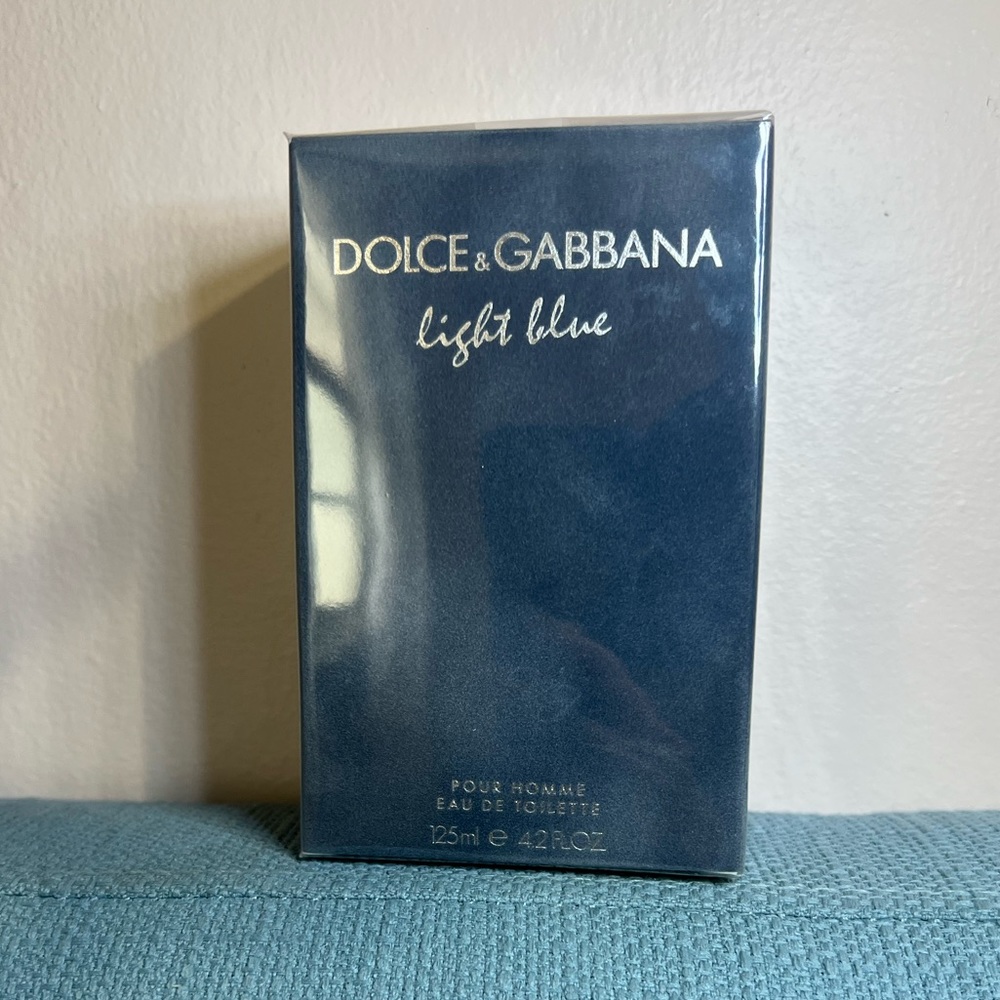 DOLCE & GABBANA
light blue
POUR HOMME
EAU DE TOILETTE
125ml e 4.2 FL.OZ